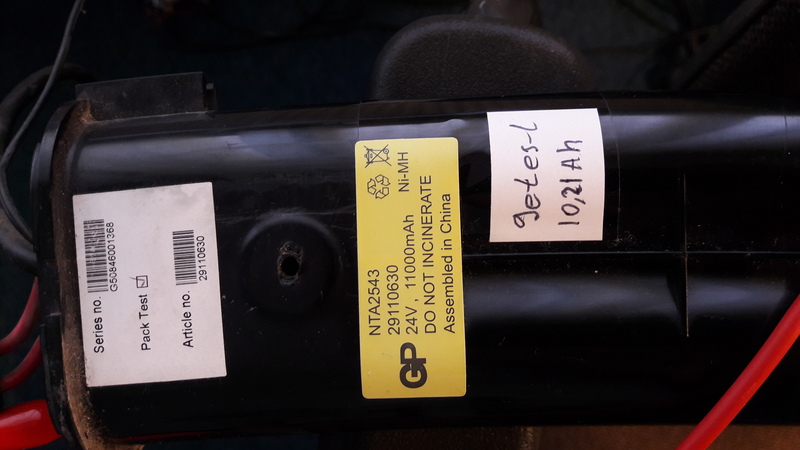 Series no.
G50846001368
Pack Test ☑
Article no.
29110630
GP
NTA2543
29110630
24V, 11000mAh Ni-MH
DO NOT INCINERATE
Assembled in China
getest
10,21 Ah